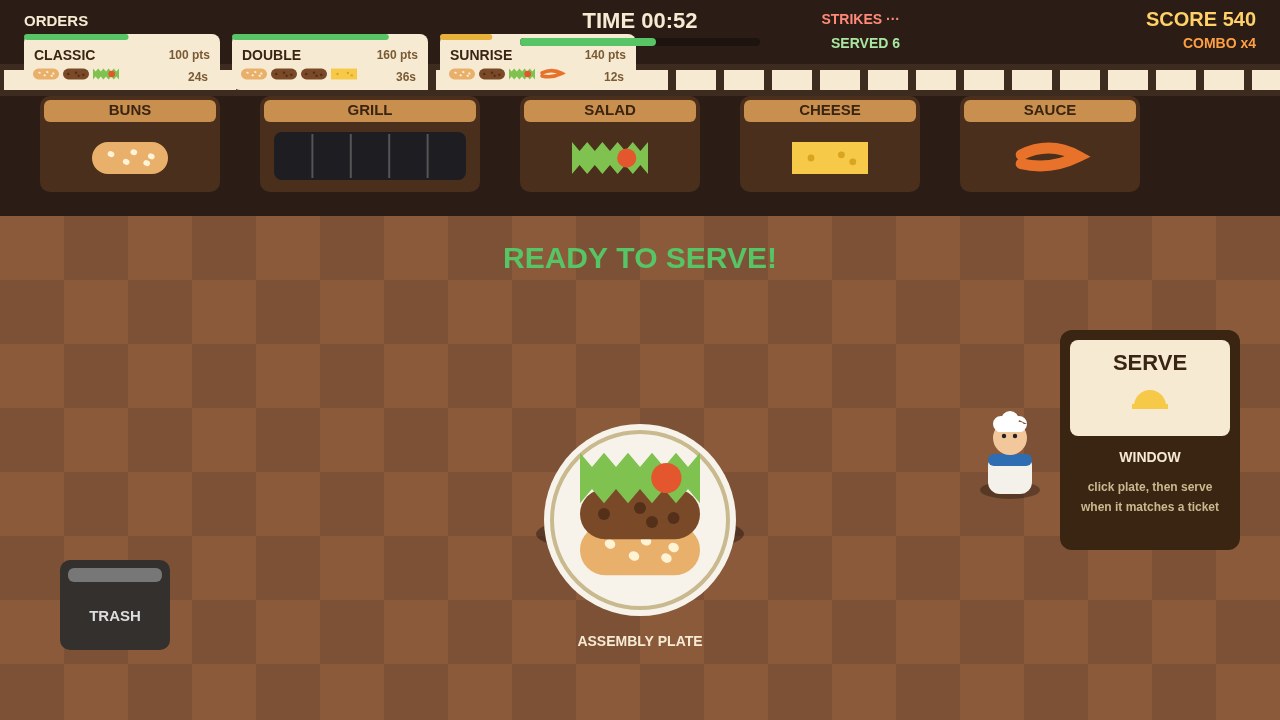 ORDERS
TIME 00:52
STRIKES ···
SCORE 540
SERVED 6
COMBO x4
CLASSIC 100 pts
24s
DOUBLE 160 pts
36s
SUNRISE 140 pts
12s
BUNS
GRILL
SALAD
CHEESE
SAUCE
READY TO SERVE!
SERVE
WINDOW
click plate, then serve
when it matches a ticket
TRASH
ASSEMBLY PLATE